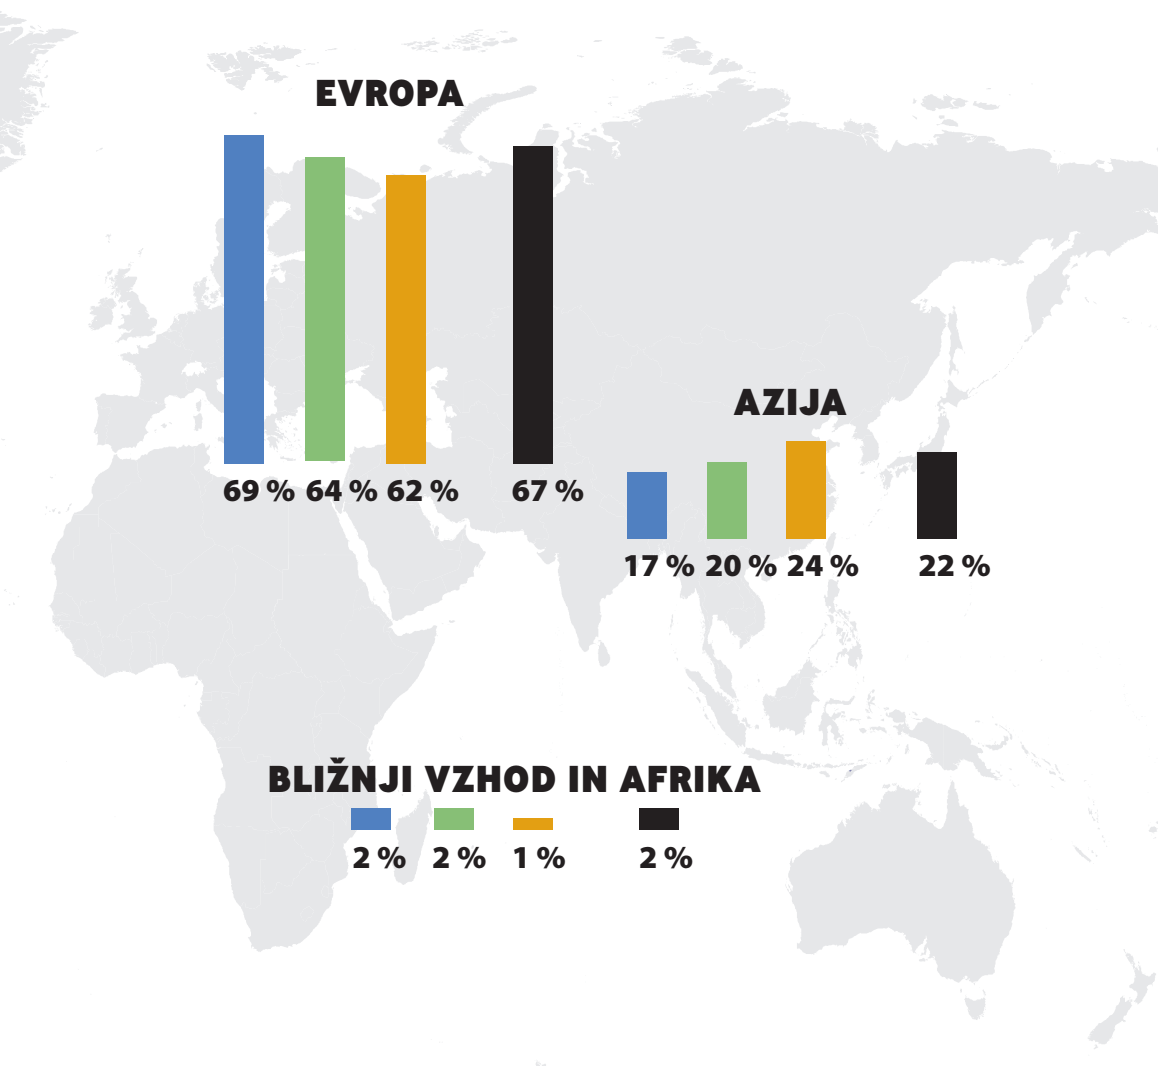 EVROPA
69 % 64 % 62 % 67 %
AZIJA
17 % 20 % 24 % 22 %
BLIŽNJI VZHOD IN AFRIKA
2 % 2 % 1 % 2 %